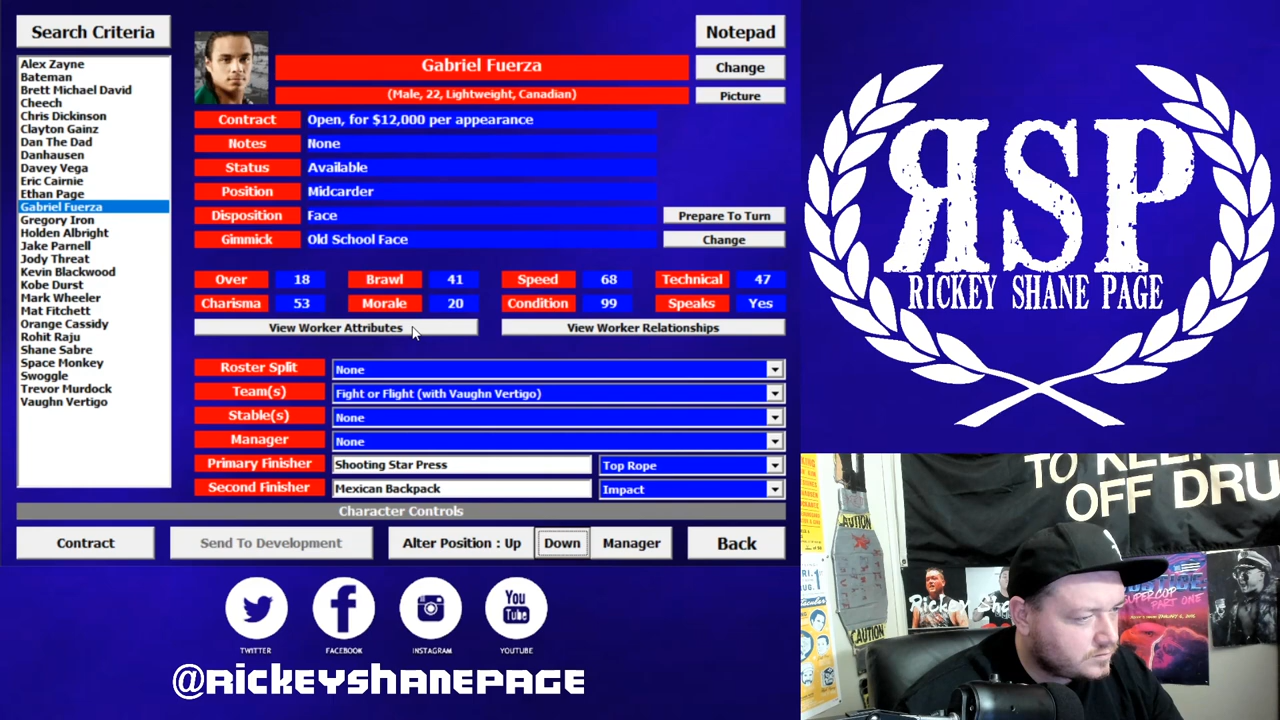 Search Criteria
Alex Zayne
Bateman
Brett Michael David
Cheech
Chris Dickinson
Clayton Gainz
Dan The Dad
Danhausen
Davey Vega
Eric Cairnie
Ethan Page
Gabriel Fuerza
Gregory Iron
Holden Albright
Jake Parnell
Jody Threat
Kevin Blackwood
Kobe Durst
Mark Wheeler
Mat Fitchett
Orange Cassidy
Rohit Raju
Shane Sabre
Space Monkey
Swoggle
Trevor Murdock
Vaughn Vertigo
Notepad
Gabriel Fuerza
Change
(Male, 22, Lightweight, Canadian)
Picture
Contract Open, for $12,000 per appearance
Notes None
Status Available
Position Midcarder
Disposition Face Prepare To Turn
Gimmick Old School Face Change
Over 18 Brawl 41 Speed 68 Technical 47
Charisma 53 Morale 20 Condition 99 Speaks Yes
View Worker Attributes View Worker Relationships
Roster Split None
Team(s) Fight or Flight (with Vaughn Vertigo)
Stable(s) None
Manager None
Primary Finisher Shooting Star Press Top Rope
Second Finisher Mexican Backpack Impact
Character Controls
Contract Send To Development Alter Position : Up Down Manager Back
RSP
RICKEY SHANE PAGE
You
Tube
TWITTER FACEBOOK INSTAGRAM YOUTUBE
@RICKEYSHANEPAGE
TO
OFF DRU
CAUTION
CAUTION
Rickey Sha
SUPERCOP
PART ONE